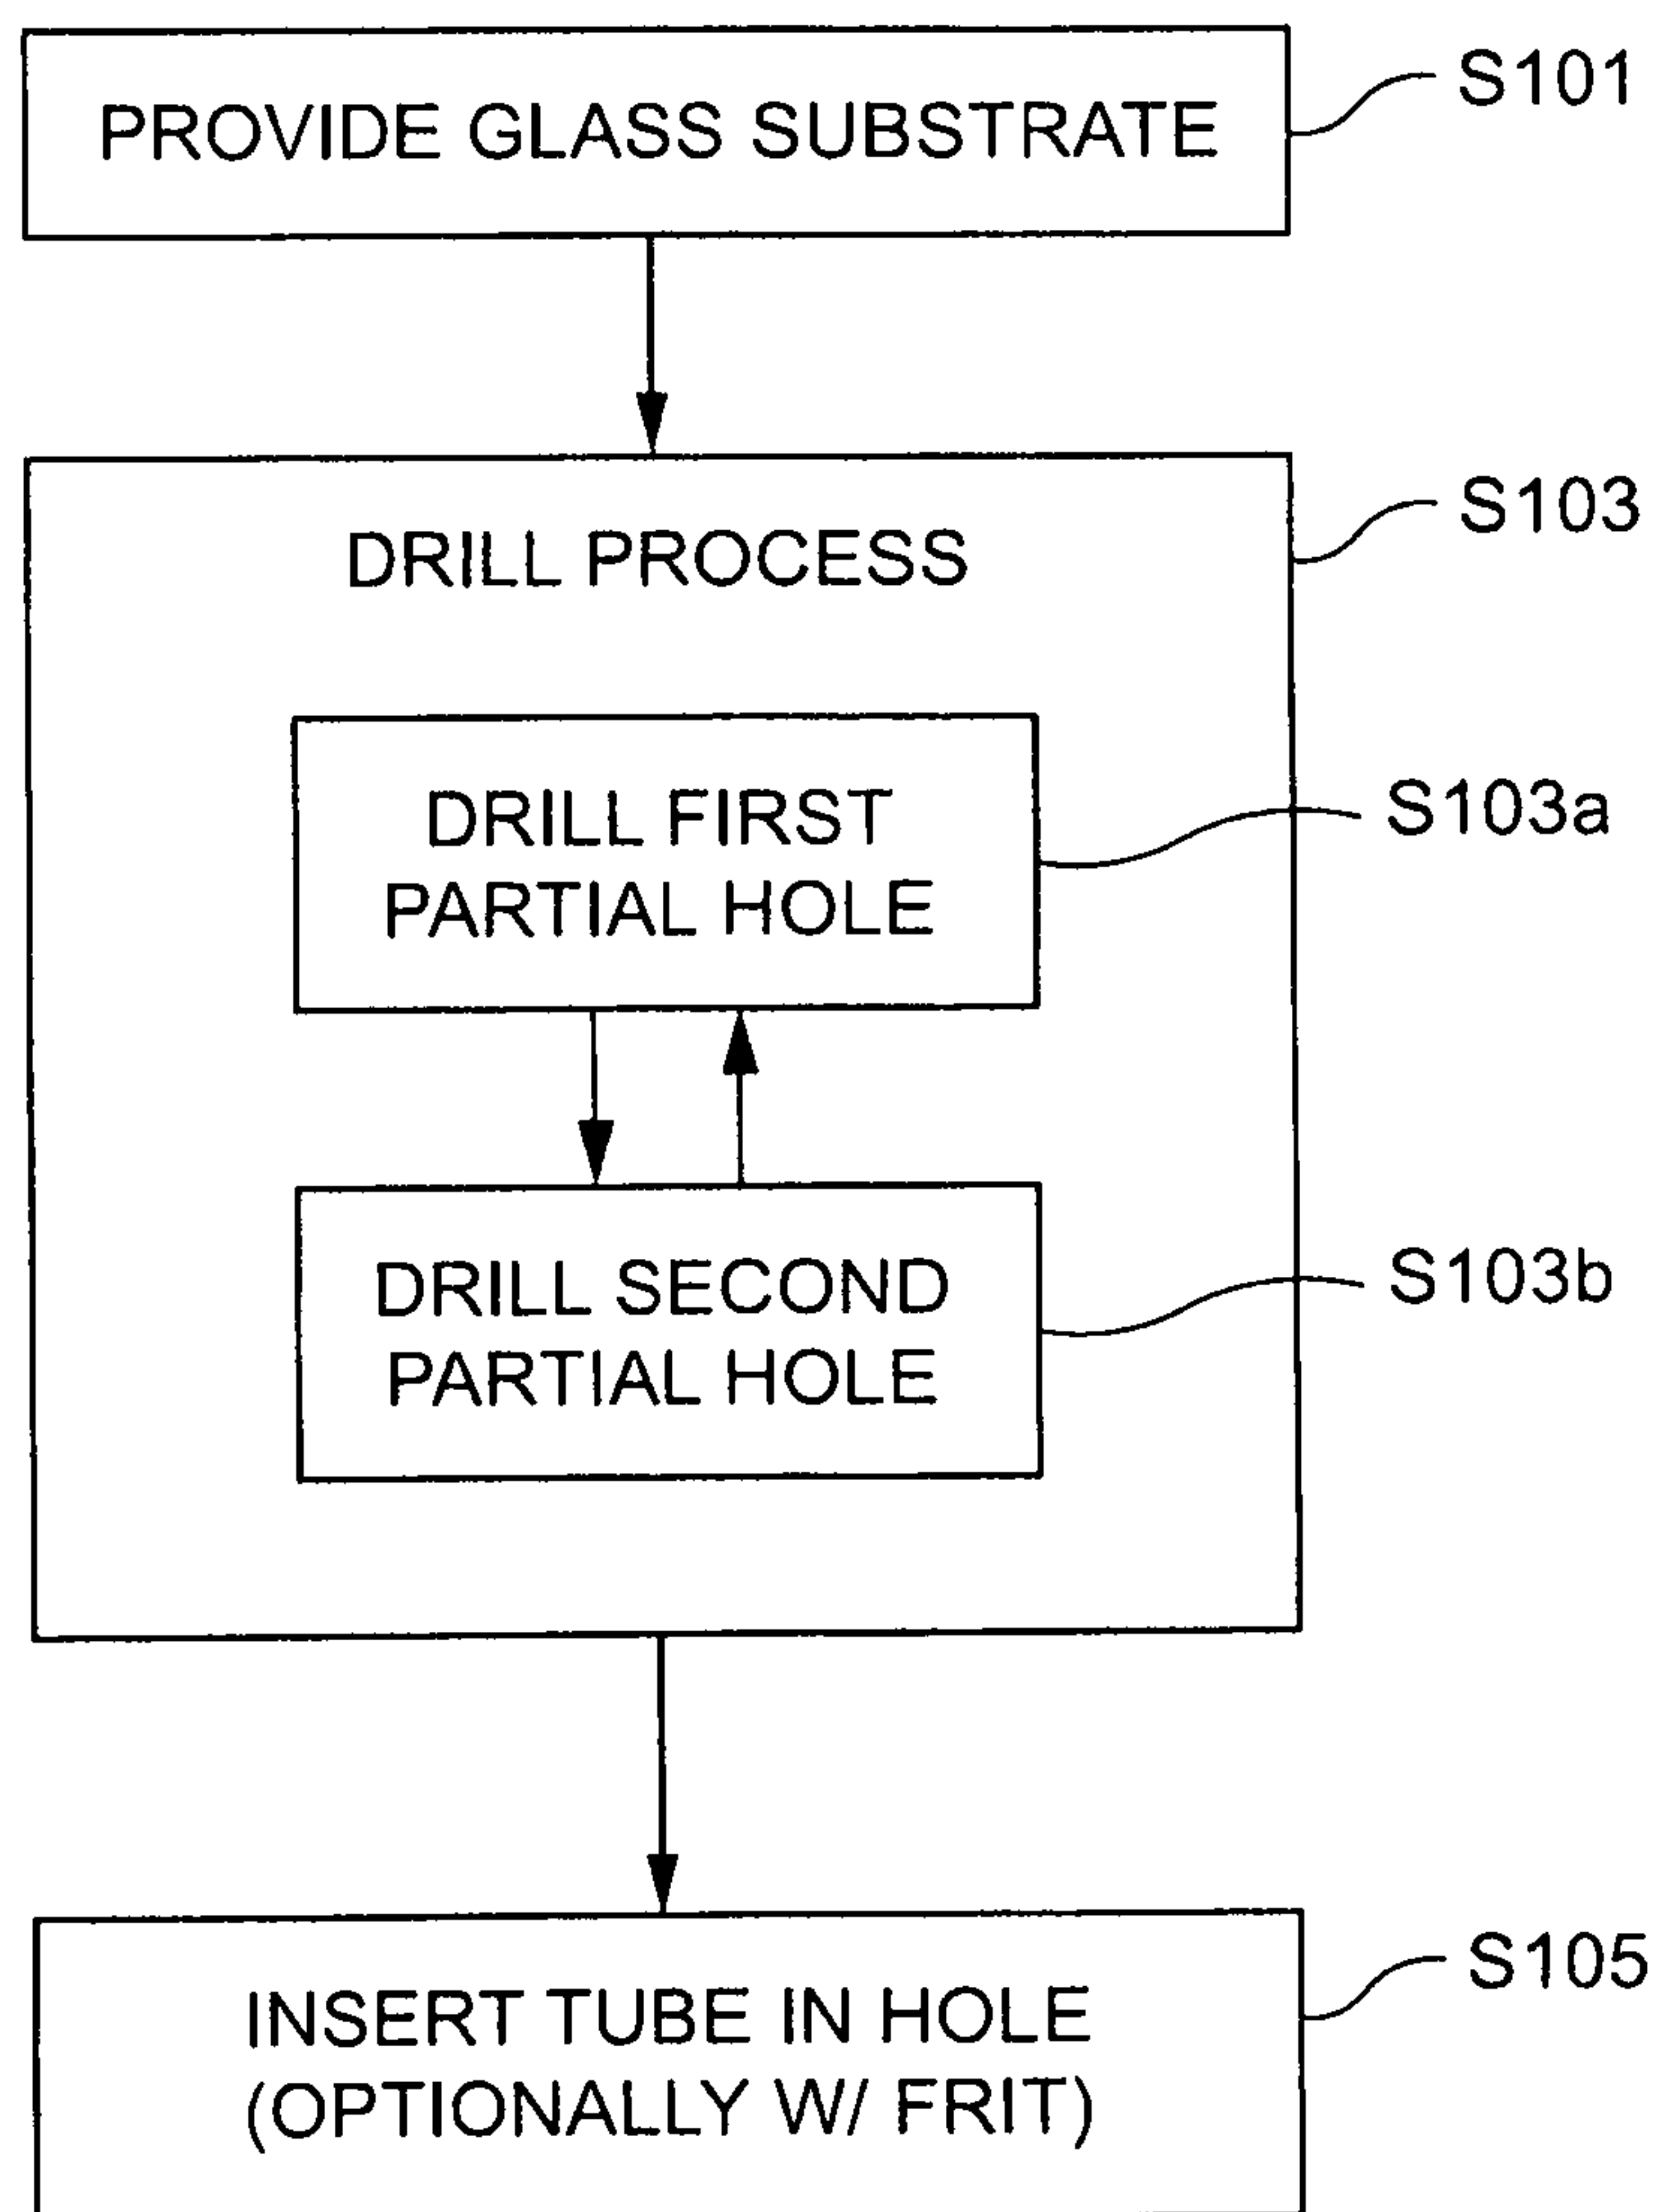 PROVIDE GLASS SUBSTRATE
S101
DRILL PROCESS
S103
DRILL FIRST
PARTIAL HOLE
S103a
DRILL SECOND
PARTIAL HOLE
S103b
INSERT TUBE IN HOLE
(OPTIONALLY W/ FRIT)
S105